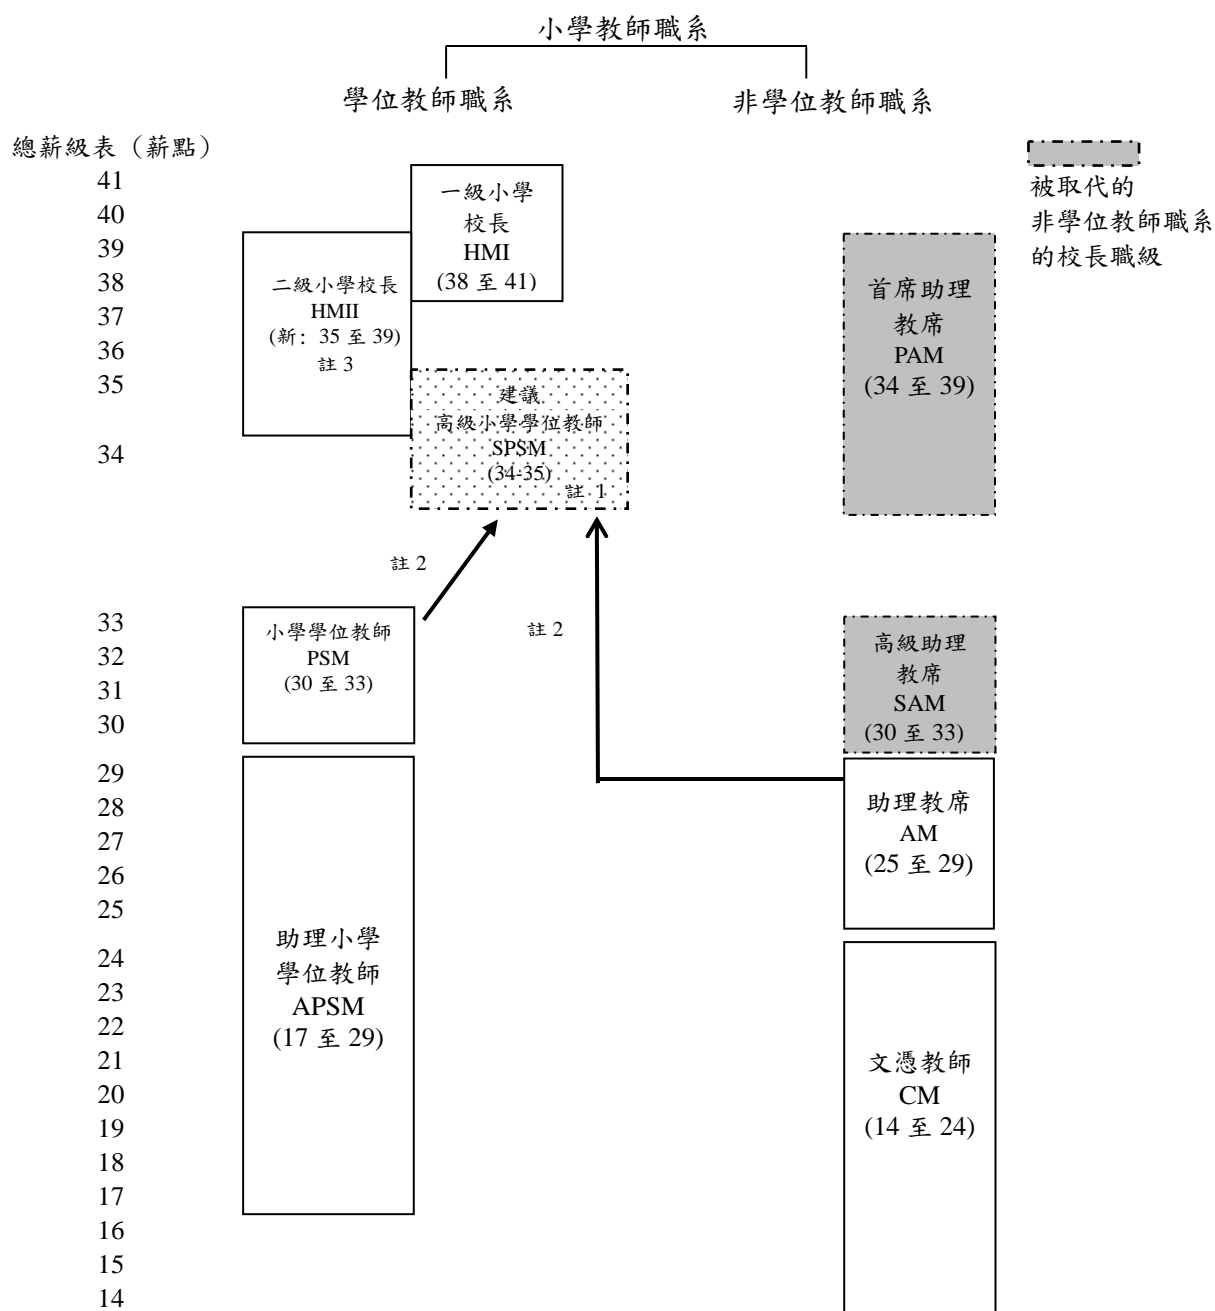 小學教師職系
學位教師職系
非學位教師職系
總薪級表（薪點）
41
40
39
38
37
36
35
34
33
32
31
30
29
28
27
26
25
24
23
22
21
20
19
18
17
16
15
14
一級小學
校長
HMI
(38 至 41)
二級小學校長
HMII
(新：35 至 39)
註 3
建議
高級小學學位教師
SPSM
(34-35)
註 1
註 2
註 2
小學學位教師
PSM
(30 至 33)
助理小學
學位教師
APSM
(17 至 29)
首席助理
教席
PAM
(34 至 39)
高級助理
教席
SAM
(30 至 33)
助理教席
AM
(25 至 29)
文憑教師
CM
(14 至 24)
被取代的
非學位教師職系
的校長職級